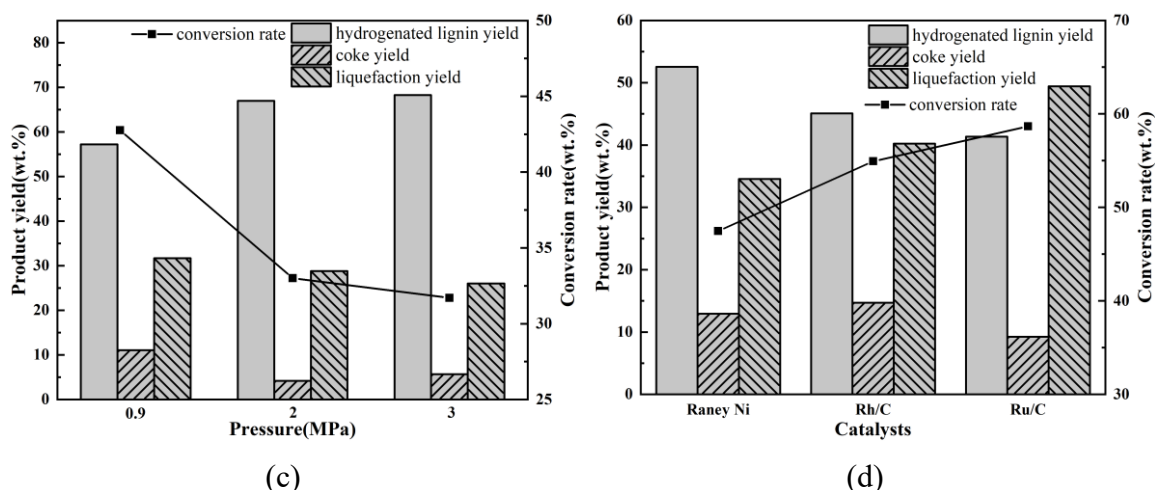 conversion rate
hydrogenated lignin yield
coke yield
liquefaction yield
Product yield(wt.%)
80
70
60
50
40
30
20
10
0
0.9
2
3
Pressure(MPa)
50
45
40
35
30
25
Conversion rate(wt.%)
(c)
hydrogenated lignin yield
coke yield
liquefaction yield
conversion rate
Product yield(wt.%)
60
50
40
30
20
10
0
Raney Ni
Rh/C
Ru/C
Catalysts
70
60
50
40
30
Conversion rate(wt.%)
(d)